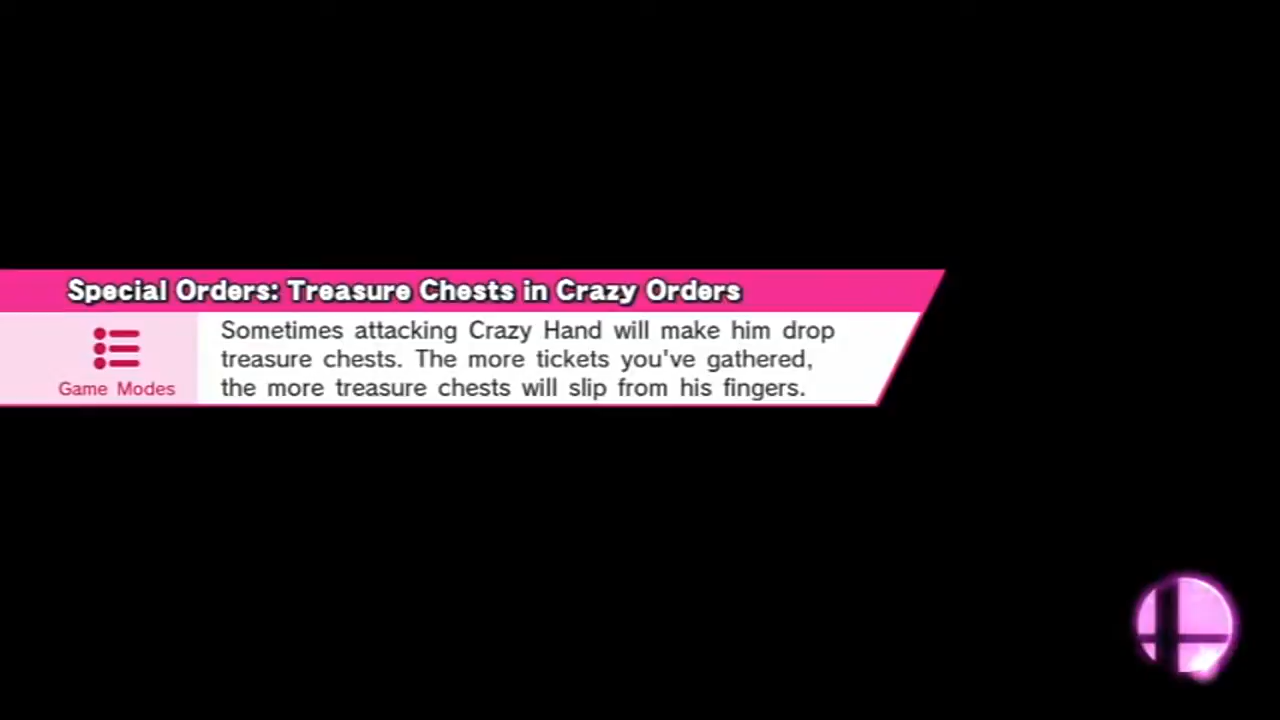 Special Orders: Treasure Chests in Crazy Orders
Game Modes
Sometimes attacking Crazy Hand will make him drop
treasure chests. The more tickets you've gathered,
the more treasure chests will slip from his fingers.